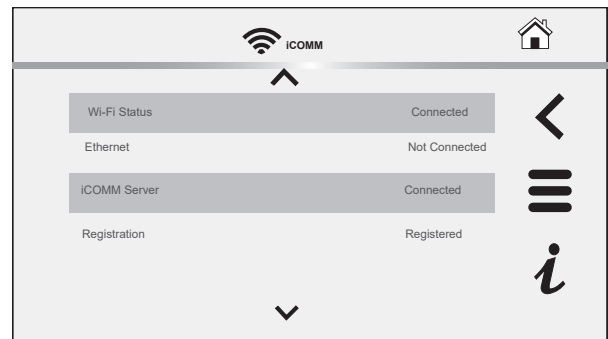 iCOMM
Wi-Fi Status Connected
Ethernet Not Connected
iCOMM Server Connected
Registration Registered
i